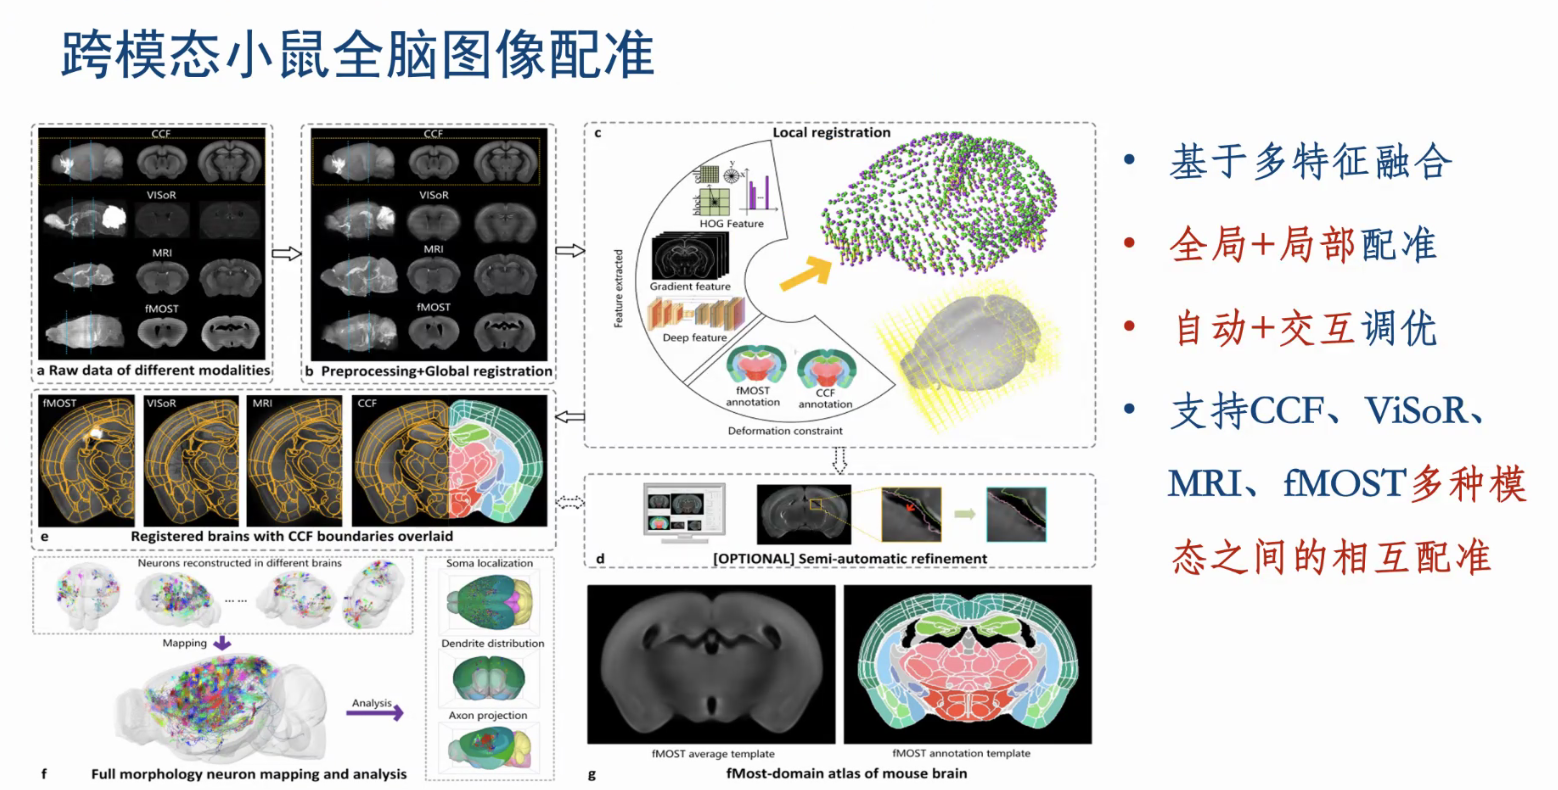 跨模态小鼠全脑图像配准
CCF
VISoR
MRI
fMOST
a Raw data of different modalities
CCF
VISoR
MRI
fMOST
b Preprocessing+Global registration
c Local registration
Feature extracted
cell
block
y
x
HOG Feature
Gradient feature
Deep feature
fMOST
annotation
CCF
annotation
Deformation constraint
fMOST
VISoR
MRI
CCF
e Registered brains with CCF boundaries overlaid
d [OPTIONAL] Semi-automatic refinement
Neurons reconstructed in different brains
... ...
Mapping
Analysis
Soma localization
Dendrite distribution
Axon projection
f Full morphology neuron mapping and analysis
fMOST average template
fMOST annotation template
g fMost-domain atlas of mouse brain
• 基于多特征融合
• 全局+局部配准
• 自动+交互调优
• 支持CCF、ViSoR、
MRI、fMOST多种模
态之间的相互配准